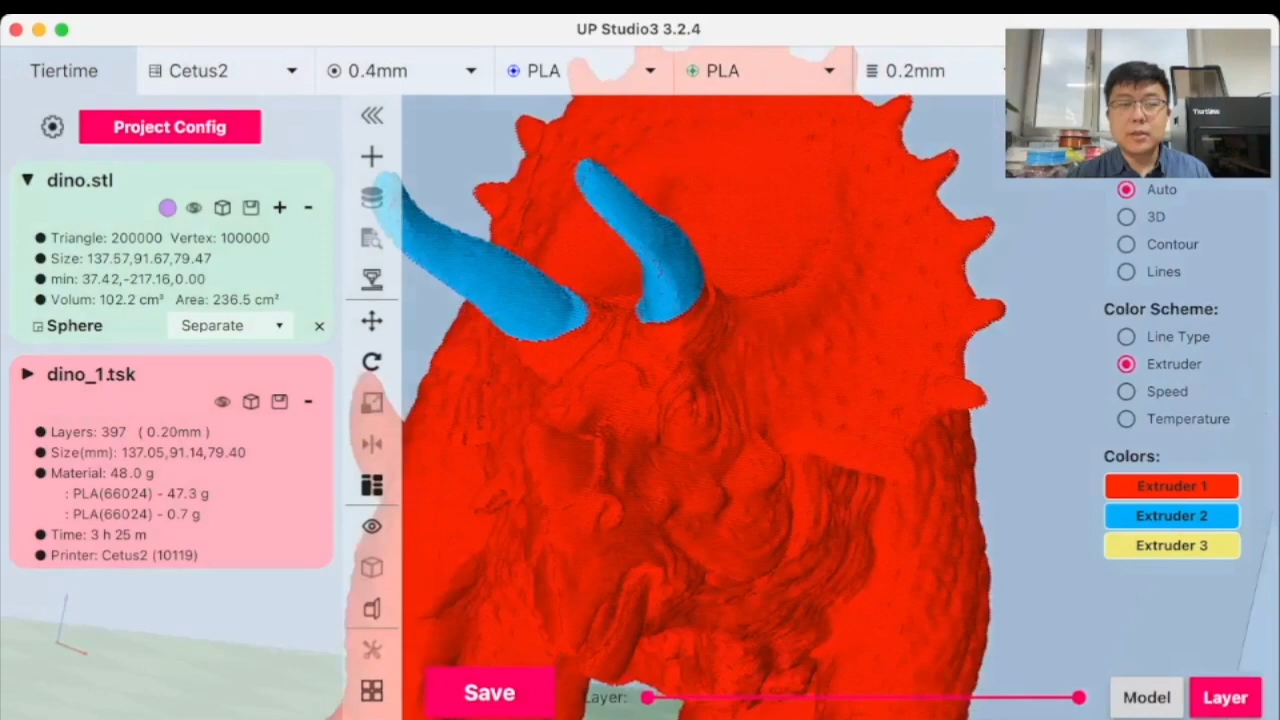 UP Studio3 3.2.4
Tiertime
Cetus2
0.4mm
PLA
PLA
0.2mm
Project Config
dino.stl
Triangle: 200000 Vertex: 100000
Size: 137.57,91.67,79.47
min: 37.42,-217.16,0.00
Volum: 102.2 cm³ Area: 236.5 cm²
Sphere
Separate
dino_1.tsk
Layers: 397 ( 0.20mm )
Size(mm): 137.05,91.14,79.40
Material: 48.0 g
: PLA(66024) - 47.3 g
: PLA(66024) - 0.7 g
Time: 3 h 25 m
Printer: Cetus2 (10119)
Tiertime
Auto
3D
Contour
Lines
Color Scheme:
Line Type
Extruder
Speed
Temperature
Colors:
Extruder 1
Extruder 2
Extruder 3
Save
Layer:
Model
Layer